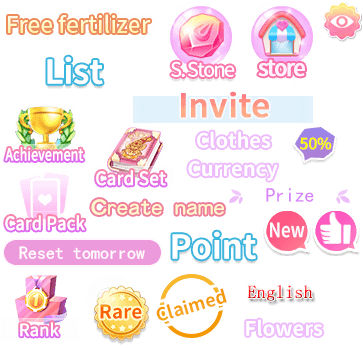 Free fertilizer
S.Stone
store
List
Invite
Achievement
Card Set
Clothes
50%
Currency
Card Pack
Create name
Prize
Reset tomorrow
Point
New
Rank
Rare
Claimed
English
Flowers